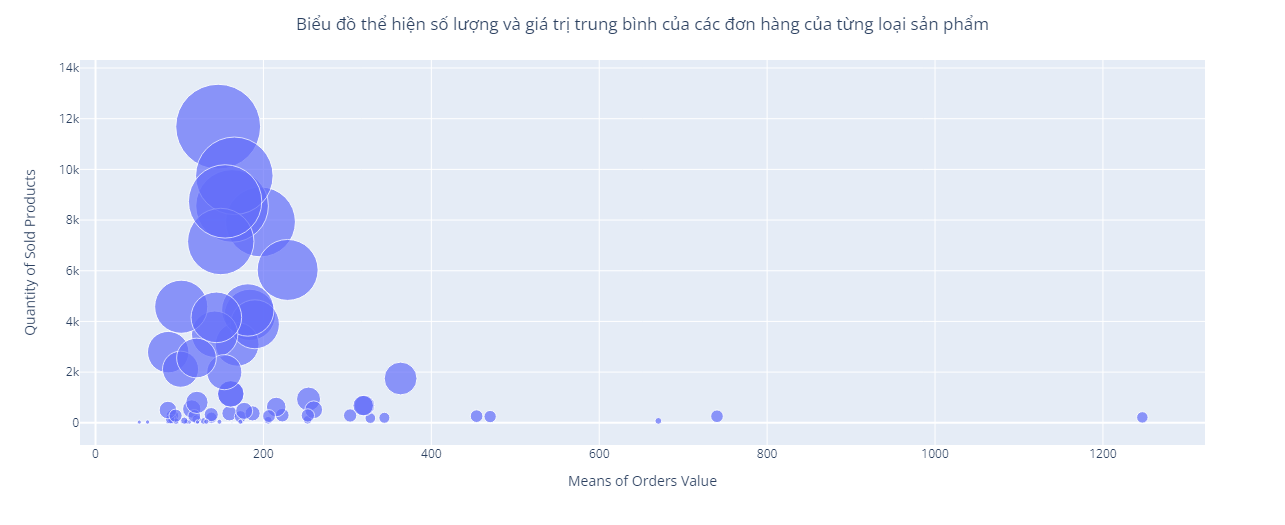 Biểu đồ thể hiện số lượng và giá trị trung bình của các đơn hàng của từng loại sản phẩm
14k
12k
10k
8k
6k
4k
2k
0
Quantity of Sold Products
0 200 400 600 800 1000 1200
Means of Orders Value